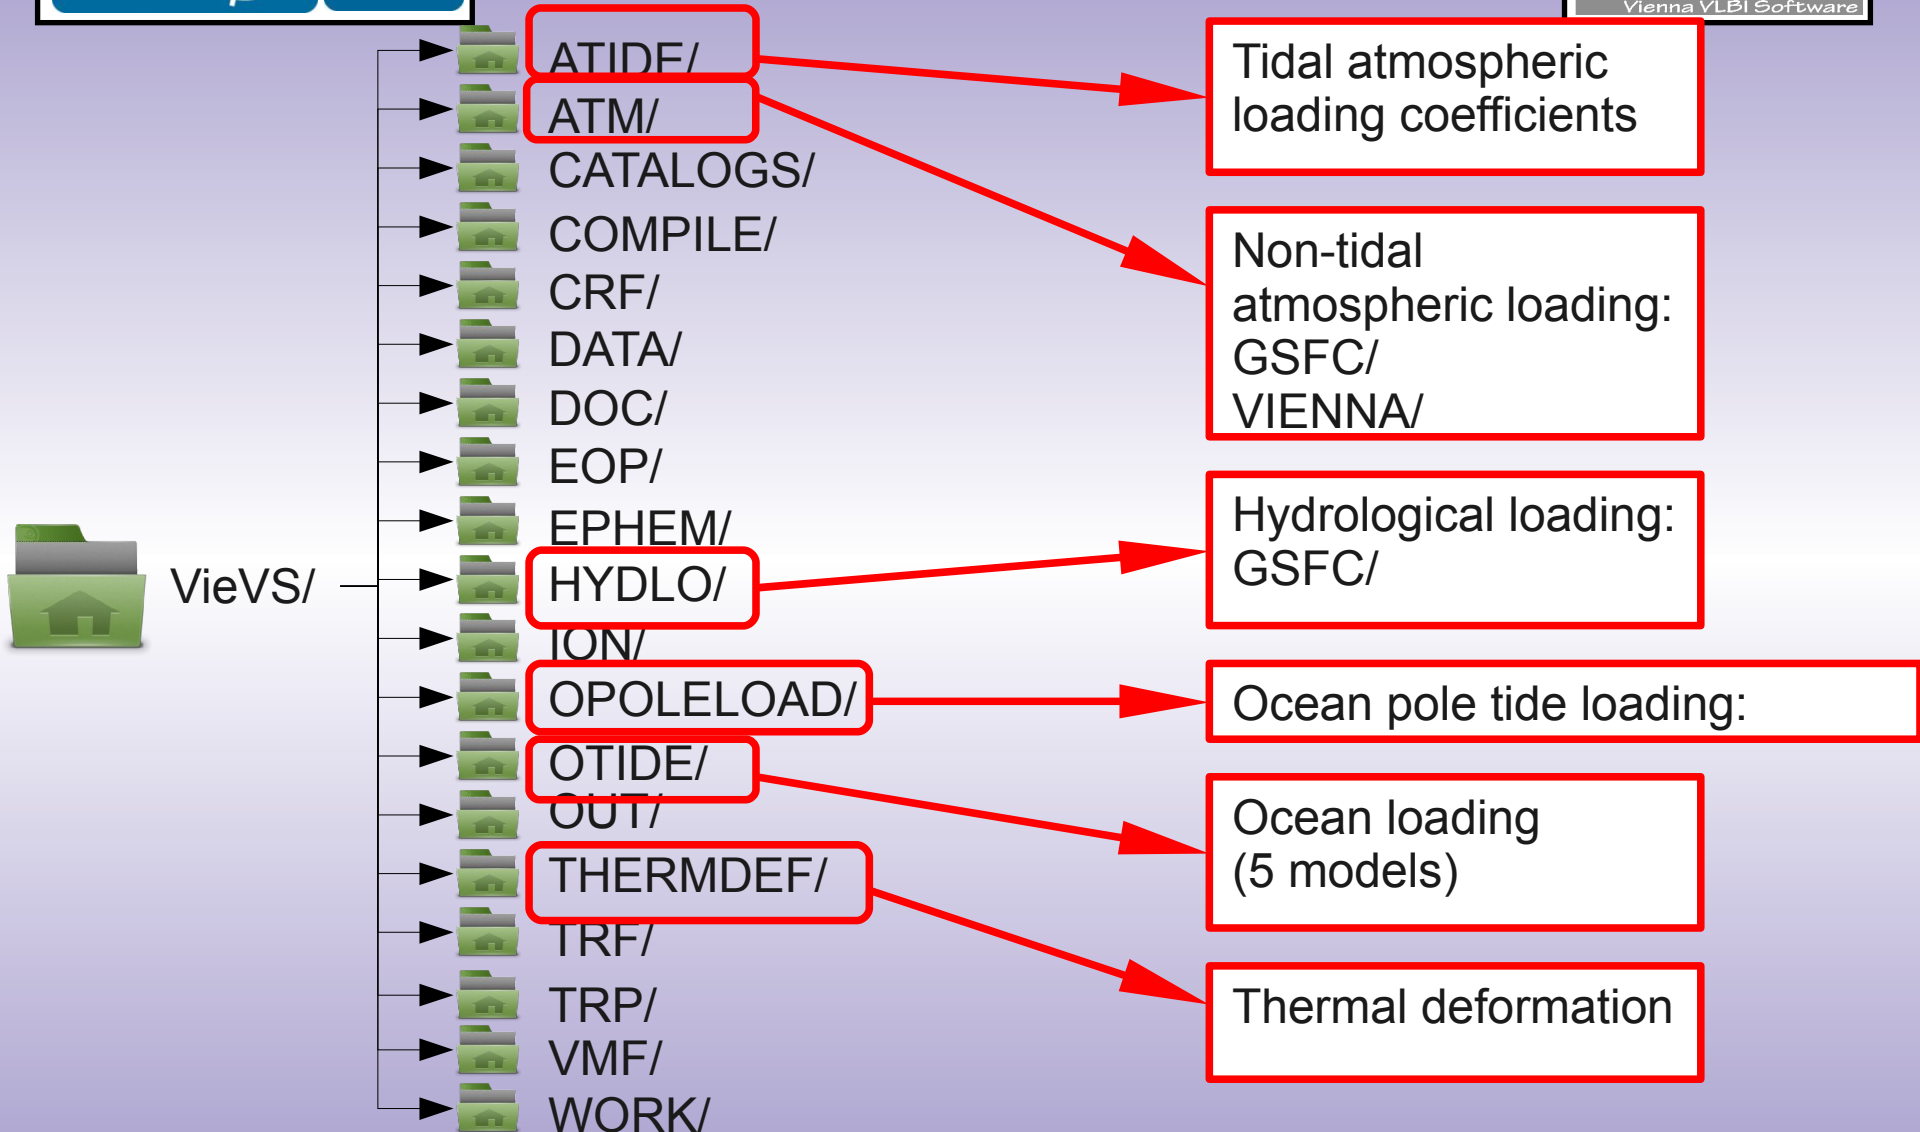 Vienna VLBI Software
VieVS/
ATIDE/
ATM/
CATALOGS/
COMPILE/
CRF/
DATA/
DOC/
EOP/
EPHEM/
HYDLO/
ION/
OPOLELOAD/
OTIDE/
OUT/
THERMDEF/
TRF/
TRP/
VMF/
WORK/
Tidal atmospheric
loading coefficients
Non-tidal
atmospheric loading:
GSFC/
VIENNA/
Hydrological loading:
GSFC/
Ocean pole tide loading:
Ocean loading
(5 models)
Thermal deformation